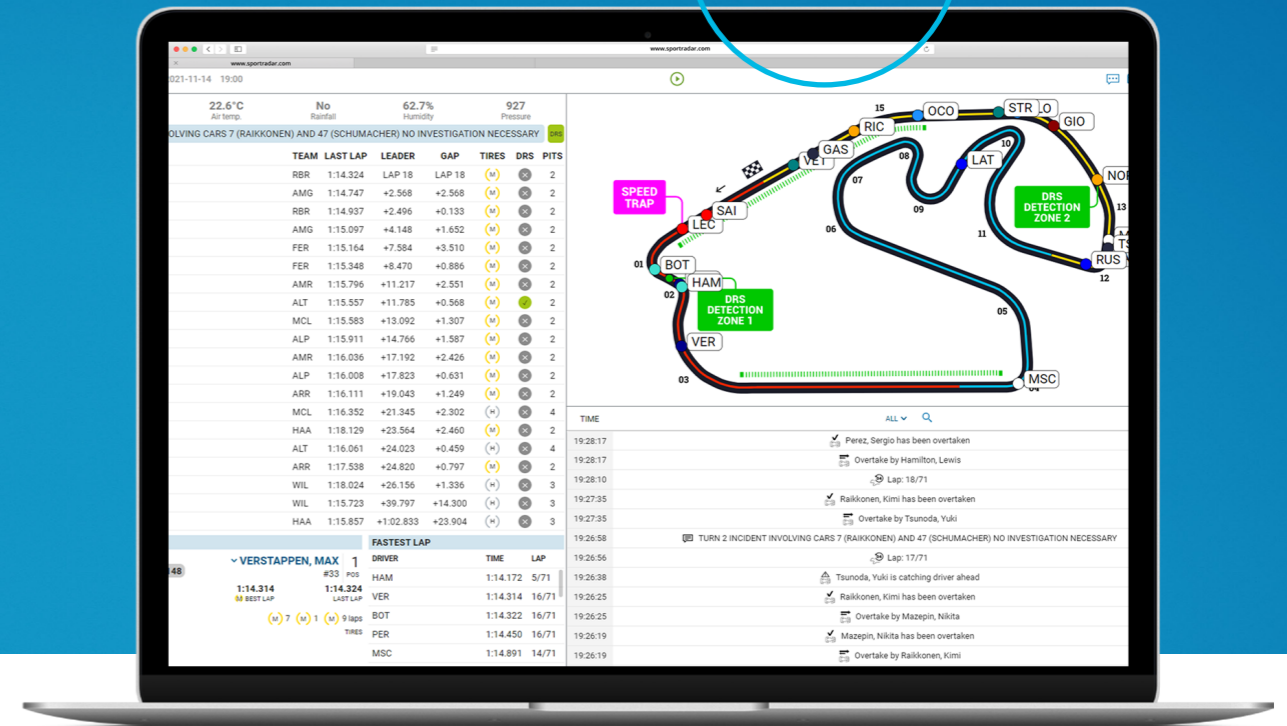 www.sportradar.com
www.sportradar.com
021-11-14 19:00
22.6°C No 62.7% 927
Air temp. Rainfall Humidity Pressure
OLVING CARS 7 (RAIKKONEN) AND 47 (SCHUMACHER) NO INVESTIGATION NECESSARY DRS
TEAM LAST LAP LEADER GAP TIRES DRS PITS
RBR 1:14.324 LAP 18 LAP 18 M 2
AMG 1:14.747 +2.568 +2.568 M 2
RBR 1:14.937 +2.496 +0.133 M 2
AMG 1:15.097 +4.148 +1.652 M 2
FER 1:15.164 +7.584 +3.510 M 2
FER 1:15.348 +8.470 +0.886 M 2
AMR 1:15.796 +11.217 +2.551 M 2
ALT 1:15.557 +11.785 +0.568 M 2
MCL 1:15.583 +13.092 +1.307 M 2
ALP 1:15.911 +14.766 +1.587 M 2
AMR 1:16.036 +17.192 +2.426 M 2
ALP 1:16.008 +17.823 +0.631 M 2
ARR 1:16.111 +19.043 +1.249 M 2
MCL 1:16.352 +21.345 +2.302 H 4
HAA 1:18.129 +23.564 +2.460 M 2
ALT 1:16.061 +24.023 +0.459 H 4
ARR 1:17.538 +24.820 +0.797 M 2
WIL 1:18.024 +26.156 +1.336 H 3
WIL 1:15.723 +39.797 +14.300 H 3
HAA 1:15.857 +1:02.833 +23.904 H 3
148
VERSTAPPEN, MAX 1
#33 POS
1:14.314 1:14.324
M BEST LAP LAST LAP
M 7 M 1 M 9 laps
TIRES
FASTEST LAP
DRIVER TIME LAP
HAM 1:14.172 5/71
VER 1:14.314 16/71
BOT 1:14.322 16/71
PER 1:14.450 16/71
MSC 1:14.891 14/71
15
OCO
STR
LO
GIO
RIC
GAS
VET
08
10
LAT
07
NOR
SPEED
TRAP
DRS
DETECTION
ZONE 2
13
09
SAI
LEC
06
11
TS
RUS
01
BOT
12
02
HAM
DRS
DETECTION
ZONE 1
05
VER
03
MSC
04
TIME ALL
19:28:17 Perez, Sergio has been overtaken
19:28:17 Overtake by Hamilton, Lewis
19:28:10 Lap: 18/71
19:27:35 Raikkonen, Kimi has been overtaken
19:27:35 Overtake by Tsunoda, Yuki
19:26:58 TURN 2 INCIDENT INVOLVING CARS 7 (RAIKKONEN) AND 47 (SCHUMACHER) NO INVESTIGATION NECESSARY
19:26:56 Lap: 17/71
19:26:38 Tsunoda, Yuki is catching driver ahead
19:26:25 Raikkonen, Kimi has been overtaken
19:26:25 Overtake by Mazepin, Nikita
19:26:19 Mazepin, Nikita has been overtaken
19:26:19 Overtake by Raikkonen, Kimi